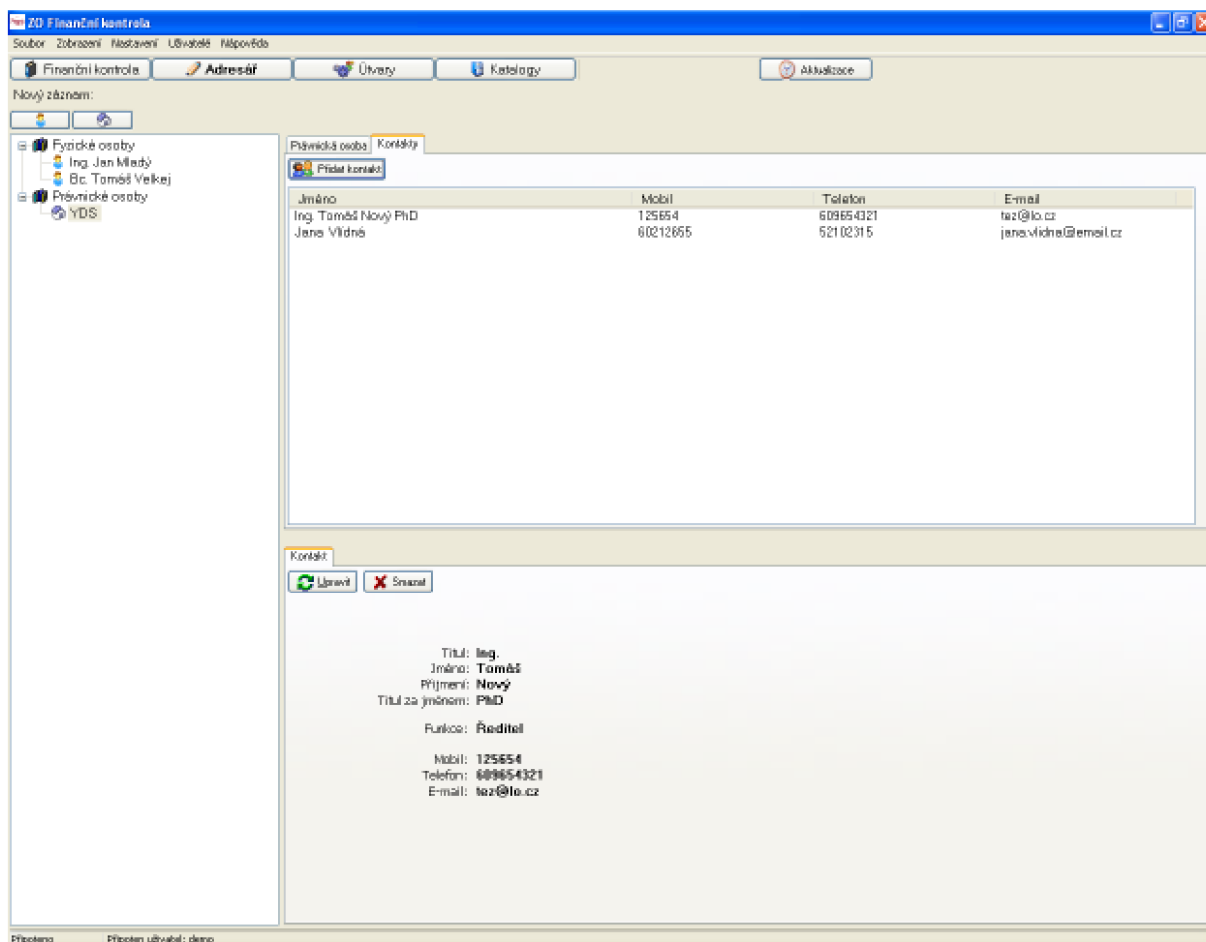 ZO Finanční kontrola
Soubor Zobrazení Nastavení Uživatelé Nápověda
Finanční kontrola Adresář Útvary Katalogy Aktualizace
Nový záznam:
Fyzické osoby
Ing. Jan Mladý
Bc. Tomáš Velkej
Právnické osoby
YDS
Právnická osoba Kontakty
Přidat kontakt
Jméno Mobil Telefon E-mail
Ing. Tomáš Nový PhD 125654 609654321 tez@lo.cz
Jana Vlídná 60212655 52102315 jana.vlidna@email.cz
Kontakt
Upravit Smazat
Titul: Ing.
Jméno: Tomáš
Příjmení: Nový
Titul za jménem: PhD
Funkce: Ředitel
Mobil: 125654
Telefon: 609654321
E-mail: tez@lo.cz
Připojeno Připojen uživatel: demo